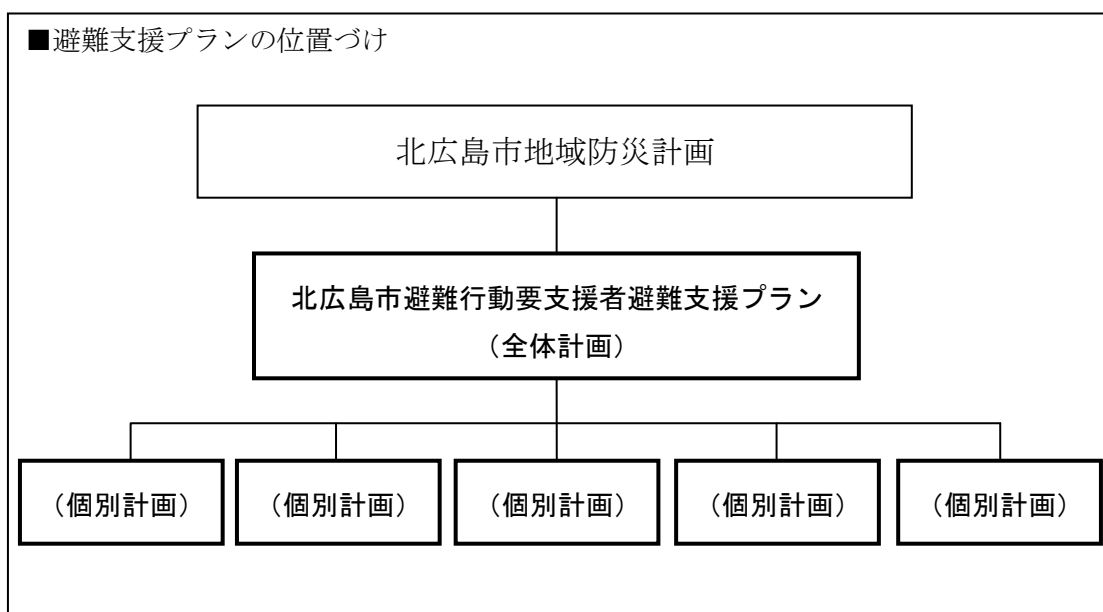 ■避難支援プランの位置づけ
北広島市地域防災計画
北広島市避難行動要支援者避難支援プラン
（全体計画）
（個別計画）
（個別計画）
（個別計画）
（個別計画）
（個別計画）